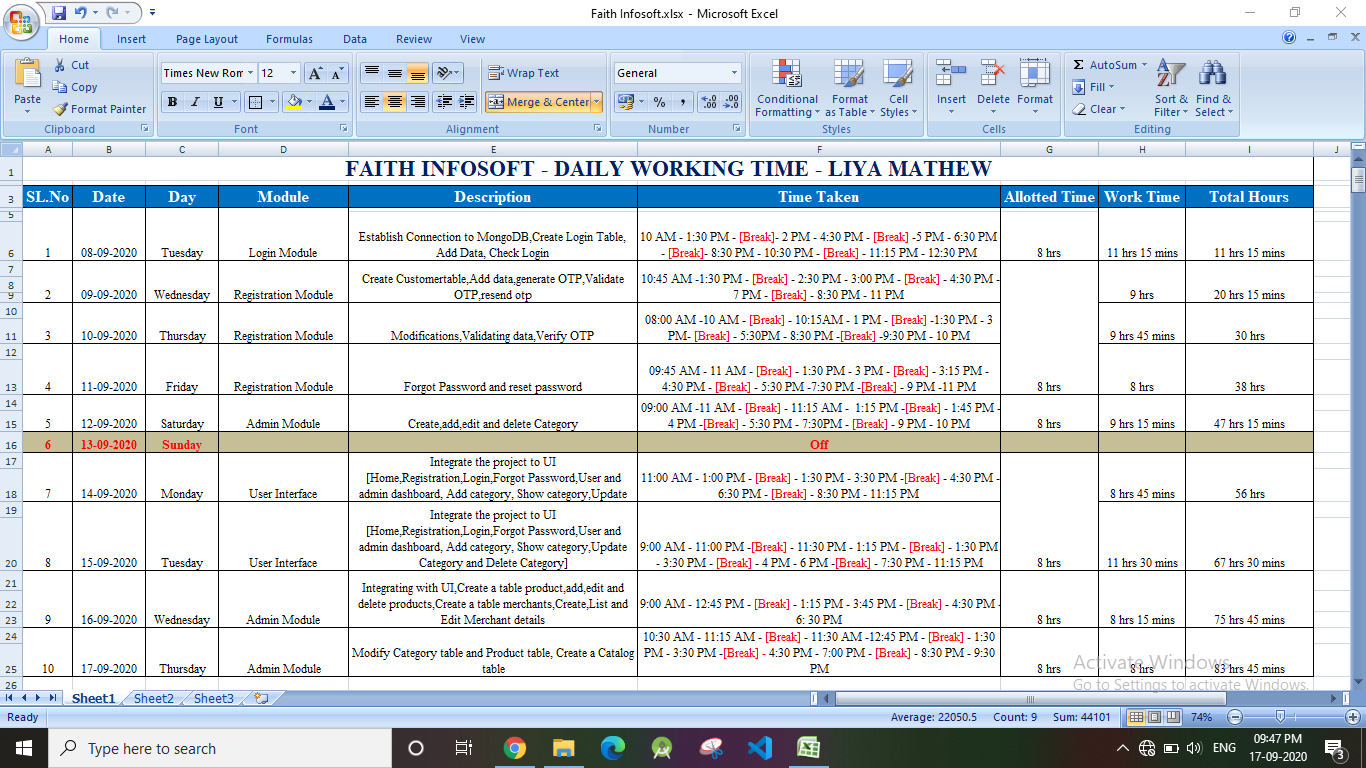 Faith Infosoft.xlsx - Microsoft Excel
Home Insert Page Layout Formulas Data Review View
Paste Cut Copy Format Painter
Times New Ron 12
B I U
Wrap Text
Merge & Center
General
% ,
Conditional Formatting Format as Table Cell Styles
Insert Delete Format
Σ AutoSum Fill Clear
Sort & Filter Find & Select
Clipboard Font Alignment Number Styles Cells Editing
A B C D E F G H I J
1 FAITH INFOSOFT - DAILY WORKING TIME - LIYA MATHEW
3 SL.No Date Day Module Description Time Taken Allotted Time Work Time Total Hours
5
Establish Connection to MongoDB,Create Login Table, 10 AM - 1:30 PM - [Break]- 2 PM - 4:30 PM - [Break] -5 PM - 6:30 PM
6 1 08-09-2020 Tuesday Login Module Add Data, Check Login - [Break]- 8:30 PM - 10:30 PM - [Break] - 11:15 PM - 12:30 PM 8 hrs 11 hrs 15 mins 11 hrs 15 mins
7
8 Create Customertable,Add data,generate OTP,Validate 10:45 AM -1:30 PM - [Break] - 2:30 PM - 3:00 PM - [Break] - 4:30 PM -
9 2 09-09-2020 Wednesday Registration Module OTP,resend otp 7 PM - [Break] - 8:30 PM - 11 PM 9 hrs 20 hrs 15 mins
10
08:00 AM -10 AM - [Break] - 10:15AM - 1 PM - [Break] -1:30 PM - 3
11 3 10-09-2020 Thursday Registration Module Modifications,Validating data,Verify OTP PM- [Break] - 5:30PM - 8:30 PM -[Break] -9:30 PM - 10 PM 9 hrs 45 mins 30 hrs
12
09:45 AM - 11 AM - [Break] - 1:30 PM - 3 PM - [Break] - 3:15 PM -
13 4 11-09-2020 Friday Registration Module Forgot Password and reset password 4:30 PM - [Break] - 5:30 PM -7:30 PM -[Break] - 9 PM -11 PM 8 hrs 8 hrs 38 hrs
14 09:00 AM -11 AM - [Break] - 11:15 AM - 1:15 PM -[Break] - 1:45 PM -
15 5 12-09-2020 Saturday Admin Module Create,add,edit and delete Category 4 PM -[Break] - 5:30 PM - 7:30PM - [Break] - 9 PM - 10 PM 8 hrs 9 hrs 15 mins 47 hrs 15 mins
16 6 13-09-2020 Sunday Off
17 Integrate the project to UI
[Home,Registration,Login,Forgot Password,User and 11:00 AM - 1:00 PM - [Break] - 1:30 PM - 3:30 PM -[Break] - 4:30 PM -
18 7 14-09-2020 Monday User Interface admin dashboard, Add category, Show category,Update 6:30 PM - [Break] - 8:30 PM - 11:15 PM 8 hrs 45 mins 56 hrs
19 Integrate the project to UI
[Home,Registration,Login,Forgot Password,User and
admin dashboard, Add category, Show category,Update 9:00 AM - 11:00 PM -[Break] - 11:30 PM - 1:15 PM -[Break] - 1:30 PM
20 8 15-09-2020 Tuesday User Interface Category and Delete Category] - 3:30 PM - [Break] - 4 PM - 6 PM -[Break] - 7:30 PM - 11:15 PM 8 hrs 11 hrs 30 mins 67 hrs 30 mins
21 Integrating with UI,Create a table product,add,edit and
22 delete products,Create a table merchants,Create,List and 9:00 AM - 12:45 PM - [Break] - 1:15 PM - 3:45 PM - [Break] - 4:30 PM -
23 9 16-09-2020 Wednesday Admin Module Edit Merchant details 6: 30 PM 8 hrs 8 hrs 15 mins 75 hrs 45 mins
24 10:30 AM - 11:15 AM - [Break] - 11:30 AM -12:45 PM - [Break] - 1:30
Modify Category table and Product table, Create a Catalog PM - 3:30 PM -[Break] - 4:30 PM - 7:00 PM - [Break] - 8:30 PM - 9:30
25 10 17-09-2020 Thursday Admin Module table PM 8 hrs 8 hrs 83 hrs 45 mins
26
Activate Windows
Go to Settings to activate Windows.
Sheet1 Sheet2 Sheet3
Ready Average: 22050.5 Count: 9 Sum: 44101 74%
Type here to search
ENG 09:47 PM
17-09-2020
3